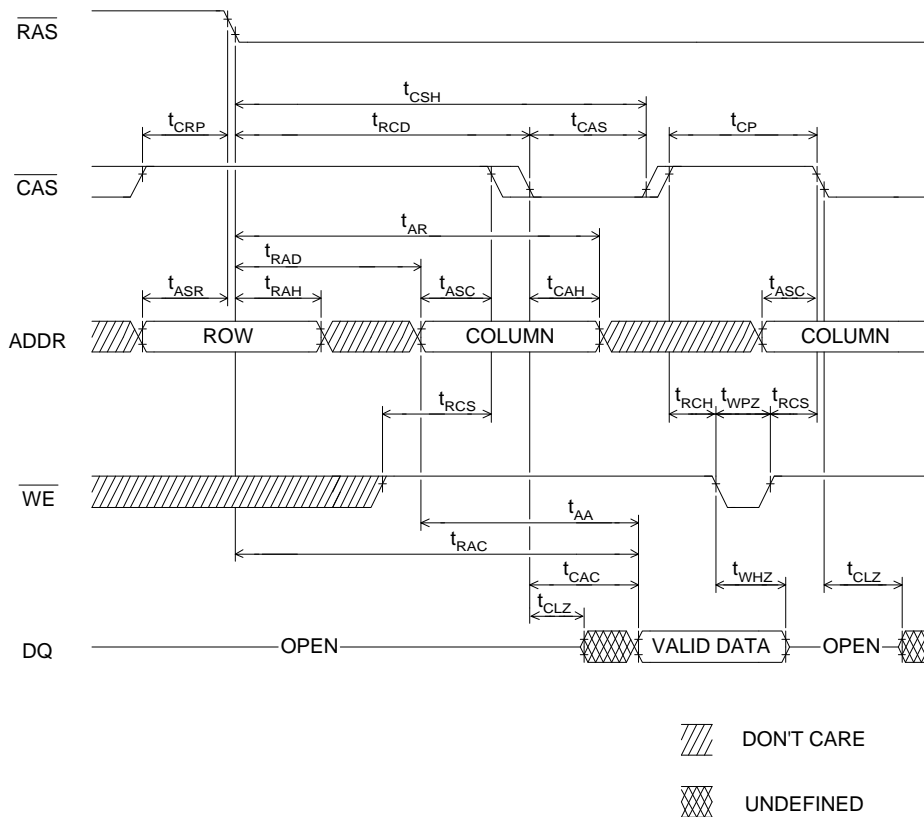 RAS
tCSH
tCRP tRCD tCAS tCP
CAS
tAR
tRAD
tASR tRAH tASC tCAH tASC
ADDR ROW COLUMN COLUMN
tRCS tRCH tWPZ tRCS
WE
tAA
tRAC
tCAC tWHZ tCLZ
tCLZ
DQ OPEN VALID DATA OPEN
DON'T CARE
UNDEFINED